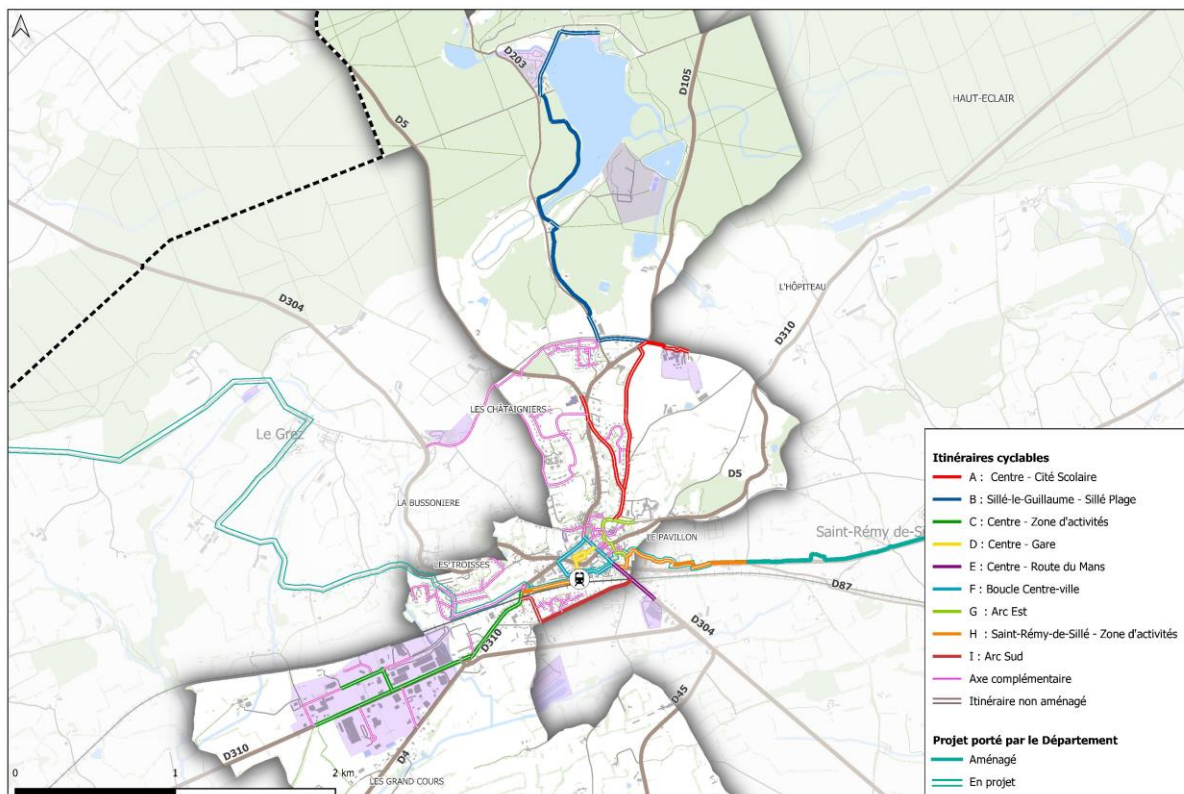 D203
D105
D5
HAUT-ECLAIR
L'HÔPITEAU
D304
D310
LES CHÂTAIGNIERS
Le Grez
D5
LA BUSSONIERE
LE PAVILLON
Saint-Rémy de-Si
LES TROISSES
D87
D310
D304
D45
D310
D4
LES GRAND COURS
0 1 2 km
Itinéraires cyclables
A : Centre - Cité Scolaire
B : Sillé-le-Guillaume - Sillé Plage
C : Centre - Zone d'activités
D : Centre - Gare
E : Centre - Route du Mans
F : Boucle Centre-ville
G : Arc Est
H : Saint-Rémy-de-Sillé - Zone d'activités
I : Arc Sud
Axe complémentaire
Itinéraire non aménagé
Projet porté par le Département
Aménagé
En projet